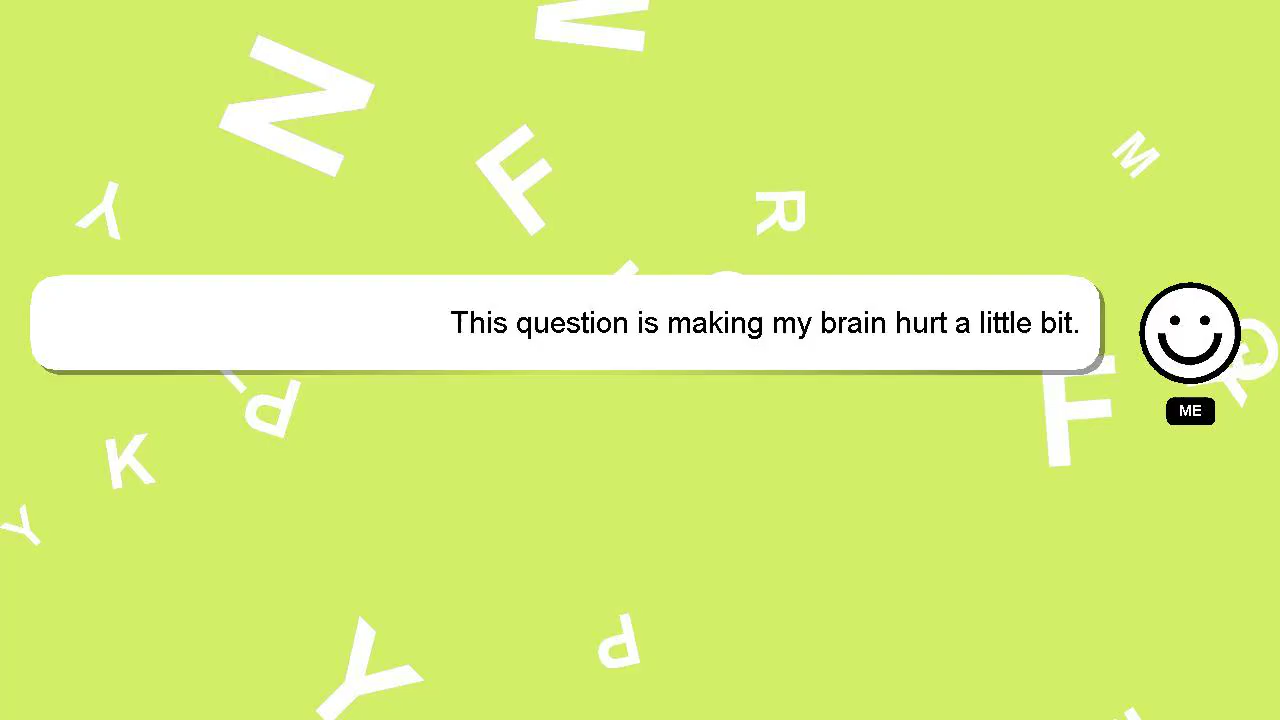 N
F
Y
R
M
This question is making my brain hurt a little bit.
ME
P
F
R
K
Y
Y
P